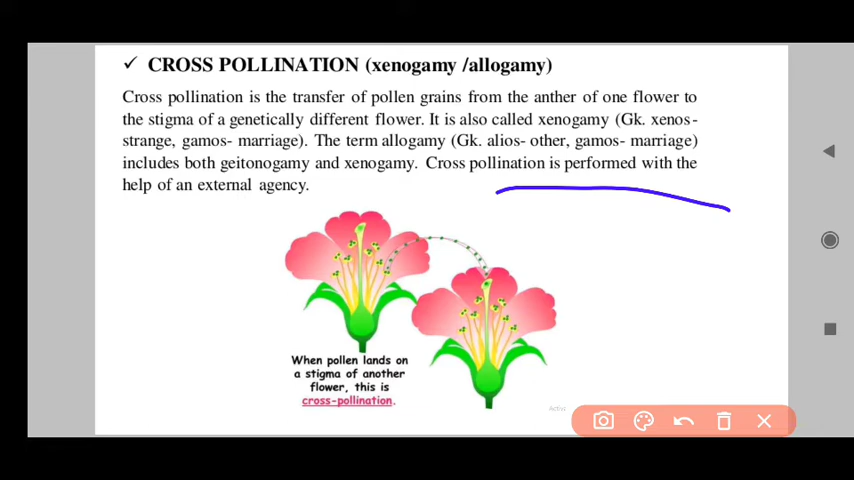 ✓ CROSS POLLINATION (xenogamy /allogamy)
Cross pollination is the transfer of pollen grains from the anther of one flower to
the stigma of a genetically different flower. It is also called xenogamy (Gk. xenos-
strange, gamos- marriage). The term allogamy (Gk. alios- other, gamos- marriage)
includes both geitonogamy and xenogamy. Cross pollination is performed with the
help of an external agency.
When pollen lands on
a stigma of another
flower, this is
cross-pollination.
Activ